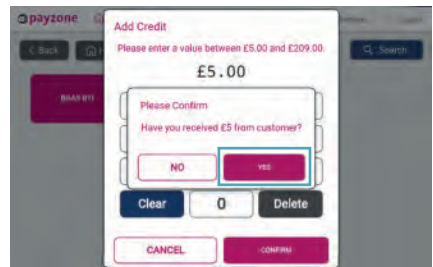 payzone
Back
Search
Add Credit
Please enter a value between £5.00 and £209.00.
£5.00
Please Confirm
Have you received £5 from customer?
NO
YES
Clear
0
Delete
CANCEL
CONFIRM